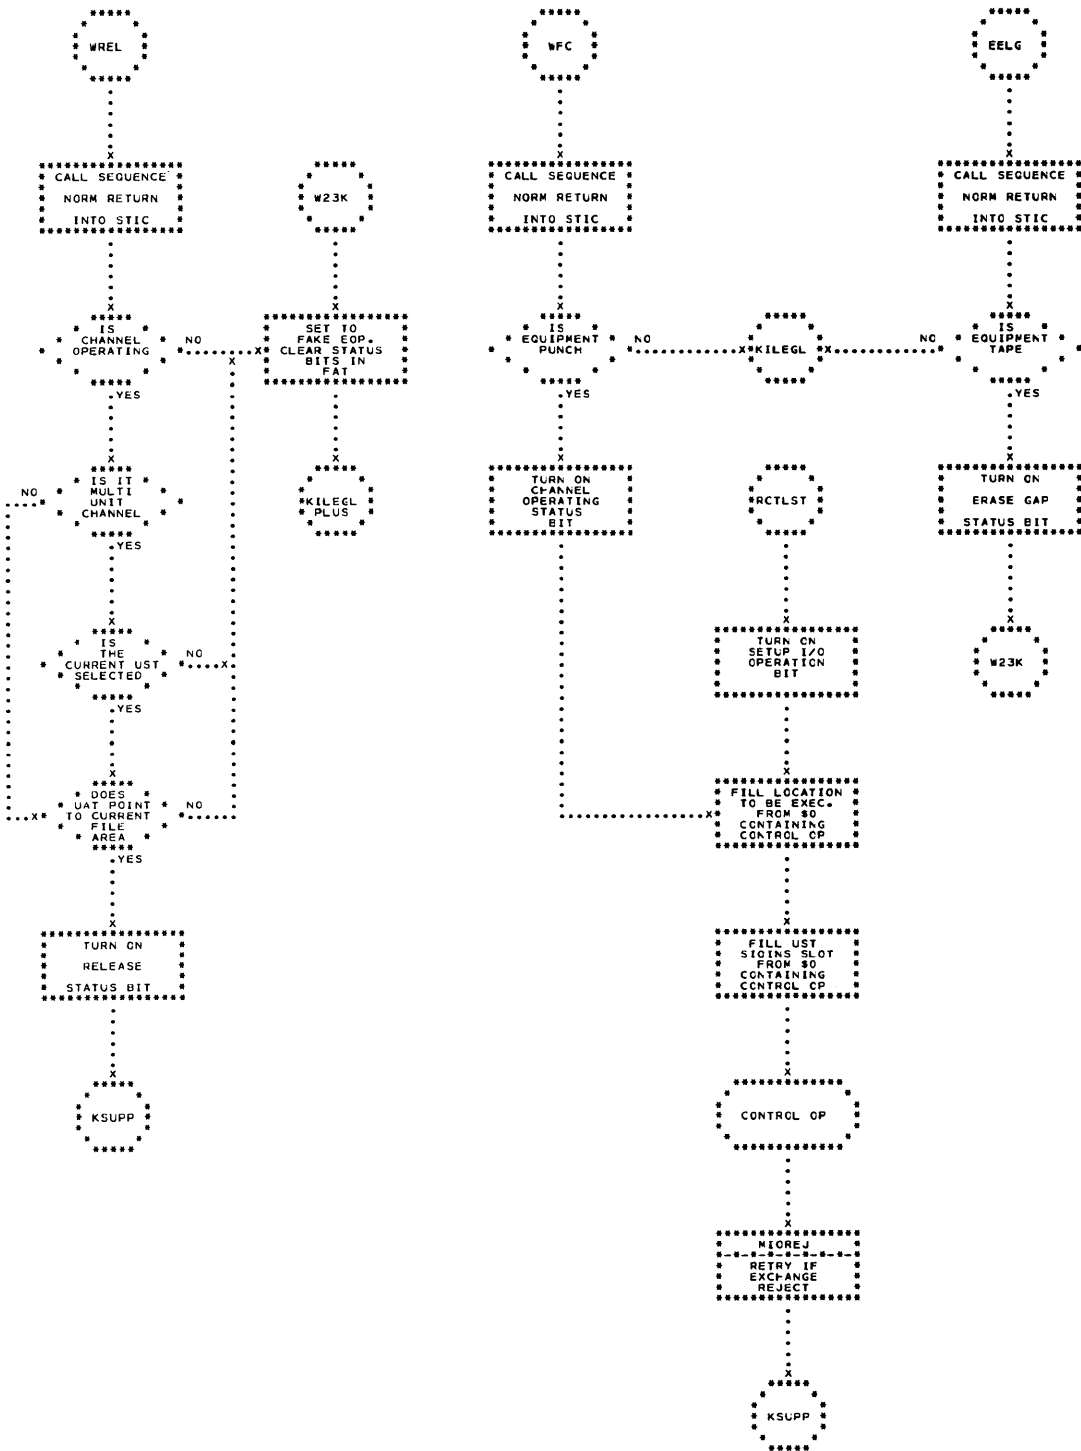 WREL
CALL SEQUENCE
NORM RETURN
INTO STIC
IS
CHANNEL
OPERATING
NO
YES
IS IT
MULTI
UNIT
CHANNEL
NO
YES
IS
THE
CURRENT UST
SELECTED
NO
YES
DOES
UAT POINT
TO CURRENT
FILE
AREA
NO
YES
TURN ON
RELEASE
STATUS BIT
KSUPP
W23K
SET TO
FAKE EOP.
CLEAR STATUS
BITS IN
FAT
KILEGL
PLUS
WFC
CALL SEQUENCE
NORM RETURN
INTO STIC
IS
EQUIPMENT
PUNCH
NO
YES
TURN ON
CHANNEL
OPERATING
STATUS
BIT
KILEGL
RCTLST
TURN ON
SETUP I/O
OPERATION
BIT
FILL LOCATION
TO BE EXEC.
FROM $0
CONTAINING
CONTROL OP
FILL UST
SIOINS SLOT
FROM $0
CONTAINING
CONTROL OP
CONTROL OP
MIOREJ
RETRY IF
EXCHANGE
REJECT
KSUPP
EELG
CALL SEQUENCE
NORM RETURN
INTO STIC
IS
EQUIPMENT
TAPE
NO
YES
TURN ON
ERASE GAP
STATUS BIT
W23K